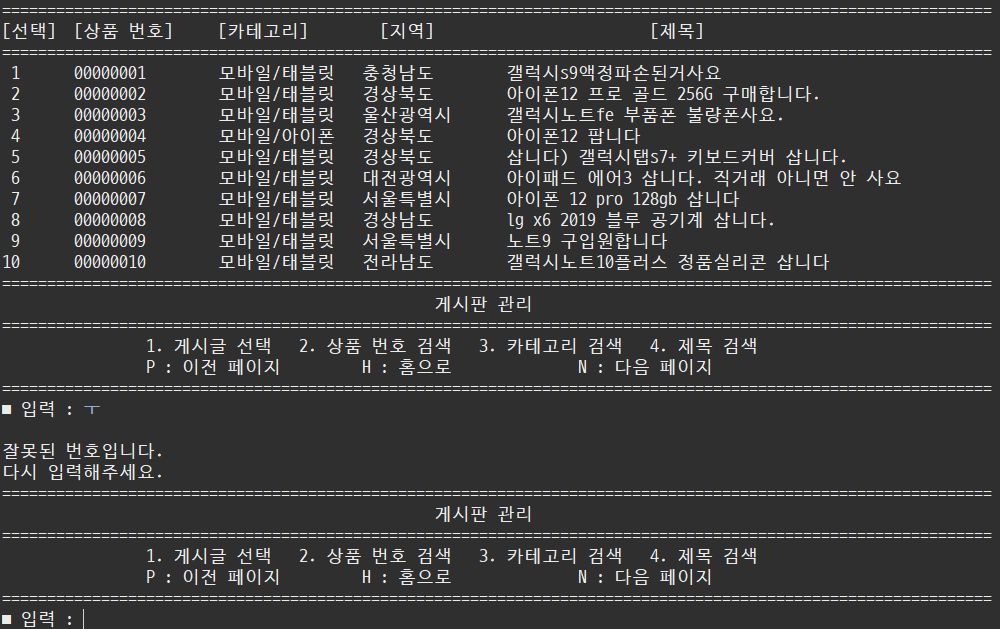 ==============================================================================================================
[선택] [상품 번호] [카테고리] [지역] [제목]
==============================================================================================================
1 00000001 모바일/태블릿 충청남도 갤럭시s9액정파손된거사요
2 00000002 모바일/태블릿 경상북도 아이폰12 프로 골드 256G 구매합니다.
3 00000003 모바일/태블릿 울산광역시 갤럭시노트fe 부품폰 불량폰사요.
4 00000004 모바일/아이폰 경상북도 아이폰12 팝니다
5 00000005 모바일/태블릿 경상북도 삽니다) 갤럭시탭s7+ 키보드커버 삽니다.
6 00000006 모바일/태블릿 대전광역시 아이패드 에어3 삽니다. 직거래 아니면 안 사요
7 00000007 모바일/태블릿 서울특별시 아이폰 12 pro 128gb 삽니다
8 00000008 모바일/태블릿 경상남도 lg x6 2019 블루 공기계 삽니다.
9 00000009 모바일/태블릿 서울특별시 노트9 구입원합니다
10 00000010 모바일/태블릿 전라남도 갤럭시노트10플러스 정품실리콘 삽니다
==============================================================================================================
게시판 관리
==============================================================================================================
1. 게시글 선택 2. 상품 번호 검색 3. 카테고리 검색 4. 제목 검색
P : 이전 페이지 H : 홈으로 N : 다음 페이지
==============================================================================================================
■ 입력 : ㅜ
잘못된 번호입니다.
다시 입력해주세요.
==============================================================================================================
게시판 관리
==============================================================================================================
1. 게시글 선택 2. 상품 번호 검색 3. 카테고리 검색 4. 제목 검색
P : 이전 페이지 H : 홈으로 N : 다음 페이지
==============================================================================================================
■ 입력 :